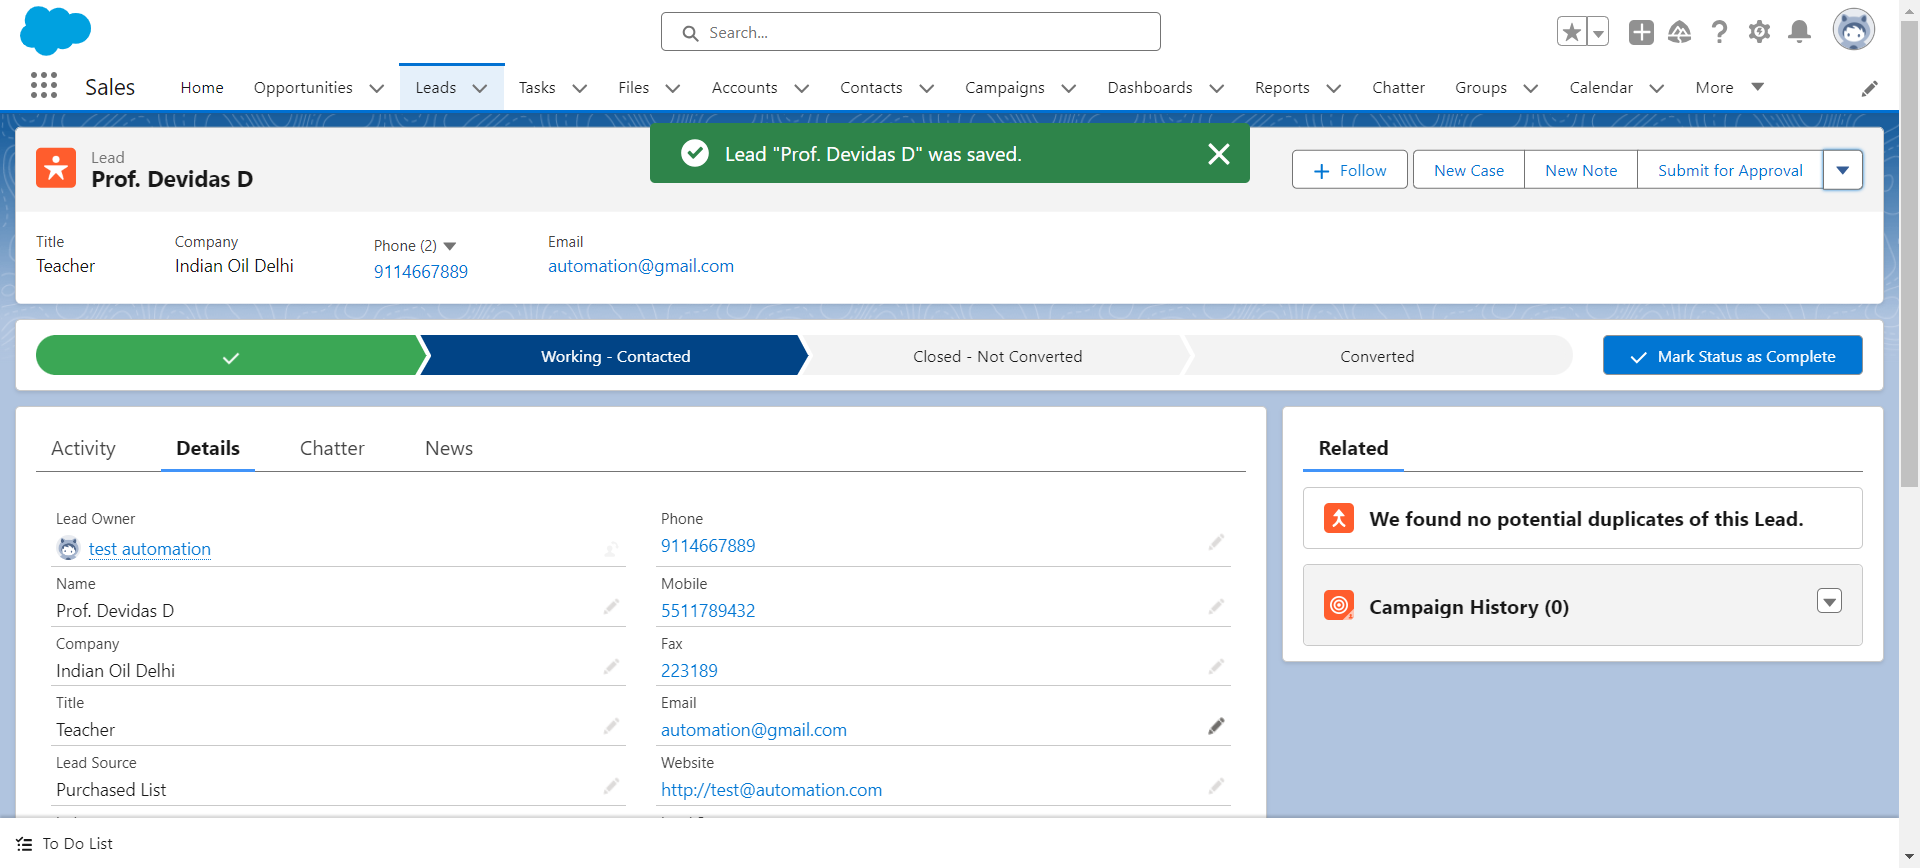 Search...
Sales
Home
Opportunities
Leads
Tasks
Files
Accounts
Contacts
Campaigns
Dashboards
Reports
Chatter
Groups
Calendar
More
Lead
Prof. Devidas D
Lead "Prof. Devidas D" was saved.
Follow
New Case
New Note
Submit for Approval
Title
Teacher
Company
Indian Oil Delhi
Phone (2)
9114667889
Email
automation@gmail.com
Working - Contacted
Closed - Not Converted
Converted
Mark Status as Complete
Activity
Details
Chatter
News
Lead Owner
test automation
Name
Prof. Devidas D
Company
Indian Oil Delhi
Title
Teacher
Lead Source
Purchased List
Phone
9114667889
Mobile
5511789432
Fax
223189
Email
automation@gmail.com
Website
http://test@automation.com
Related
We found no potential duplicates of this Lead.
Campaign History (0)
To Do List